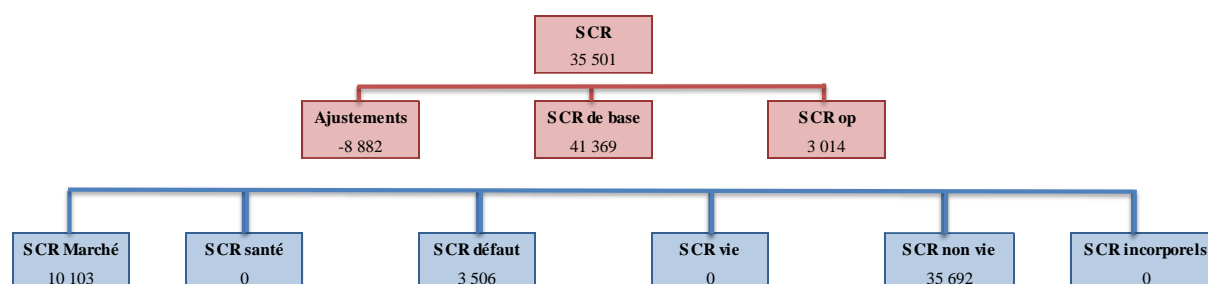 SCR
35 501
Ajustements
-8 882
SCR de base
41 369
SCR op
3 014
SCR Marché
10 103
SCR santé
0
SCR défaut
3 506
SCR vie
0
SCR non vie
35 692
SCR incorporels
0